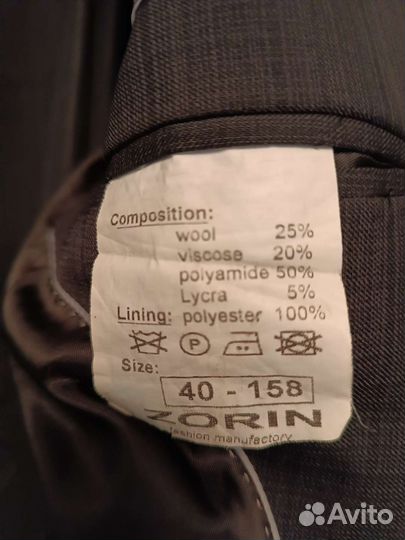 Composition:
wool 25%
viscose 20%
polyamide 50%
Lycra 5%
Lining: polyester 100%
P
Size:
40 - 158
ZORIN
fashion manufactory
Avito